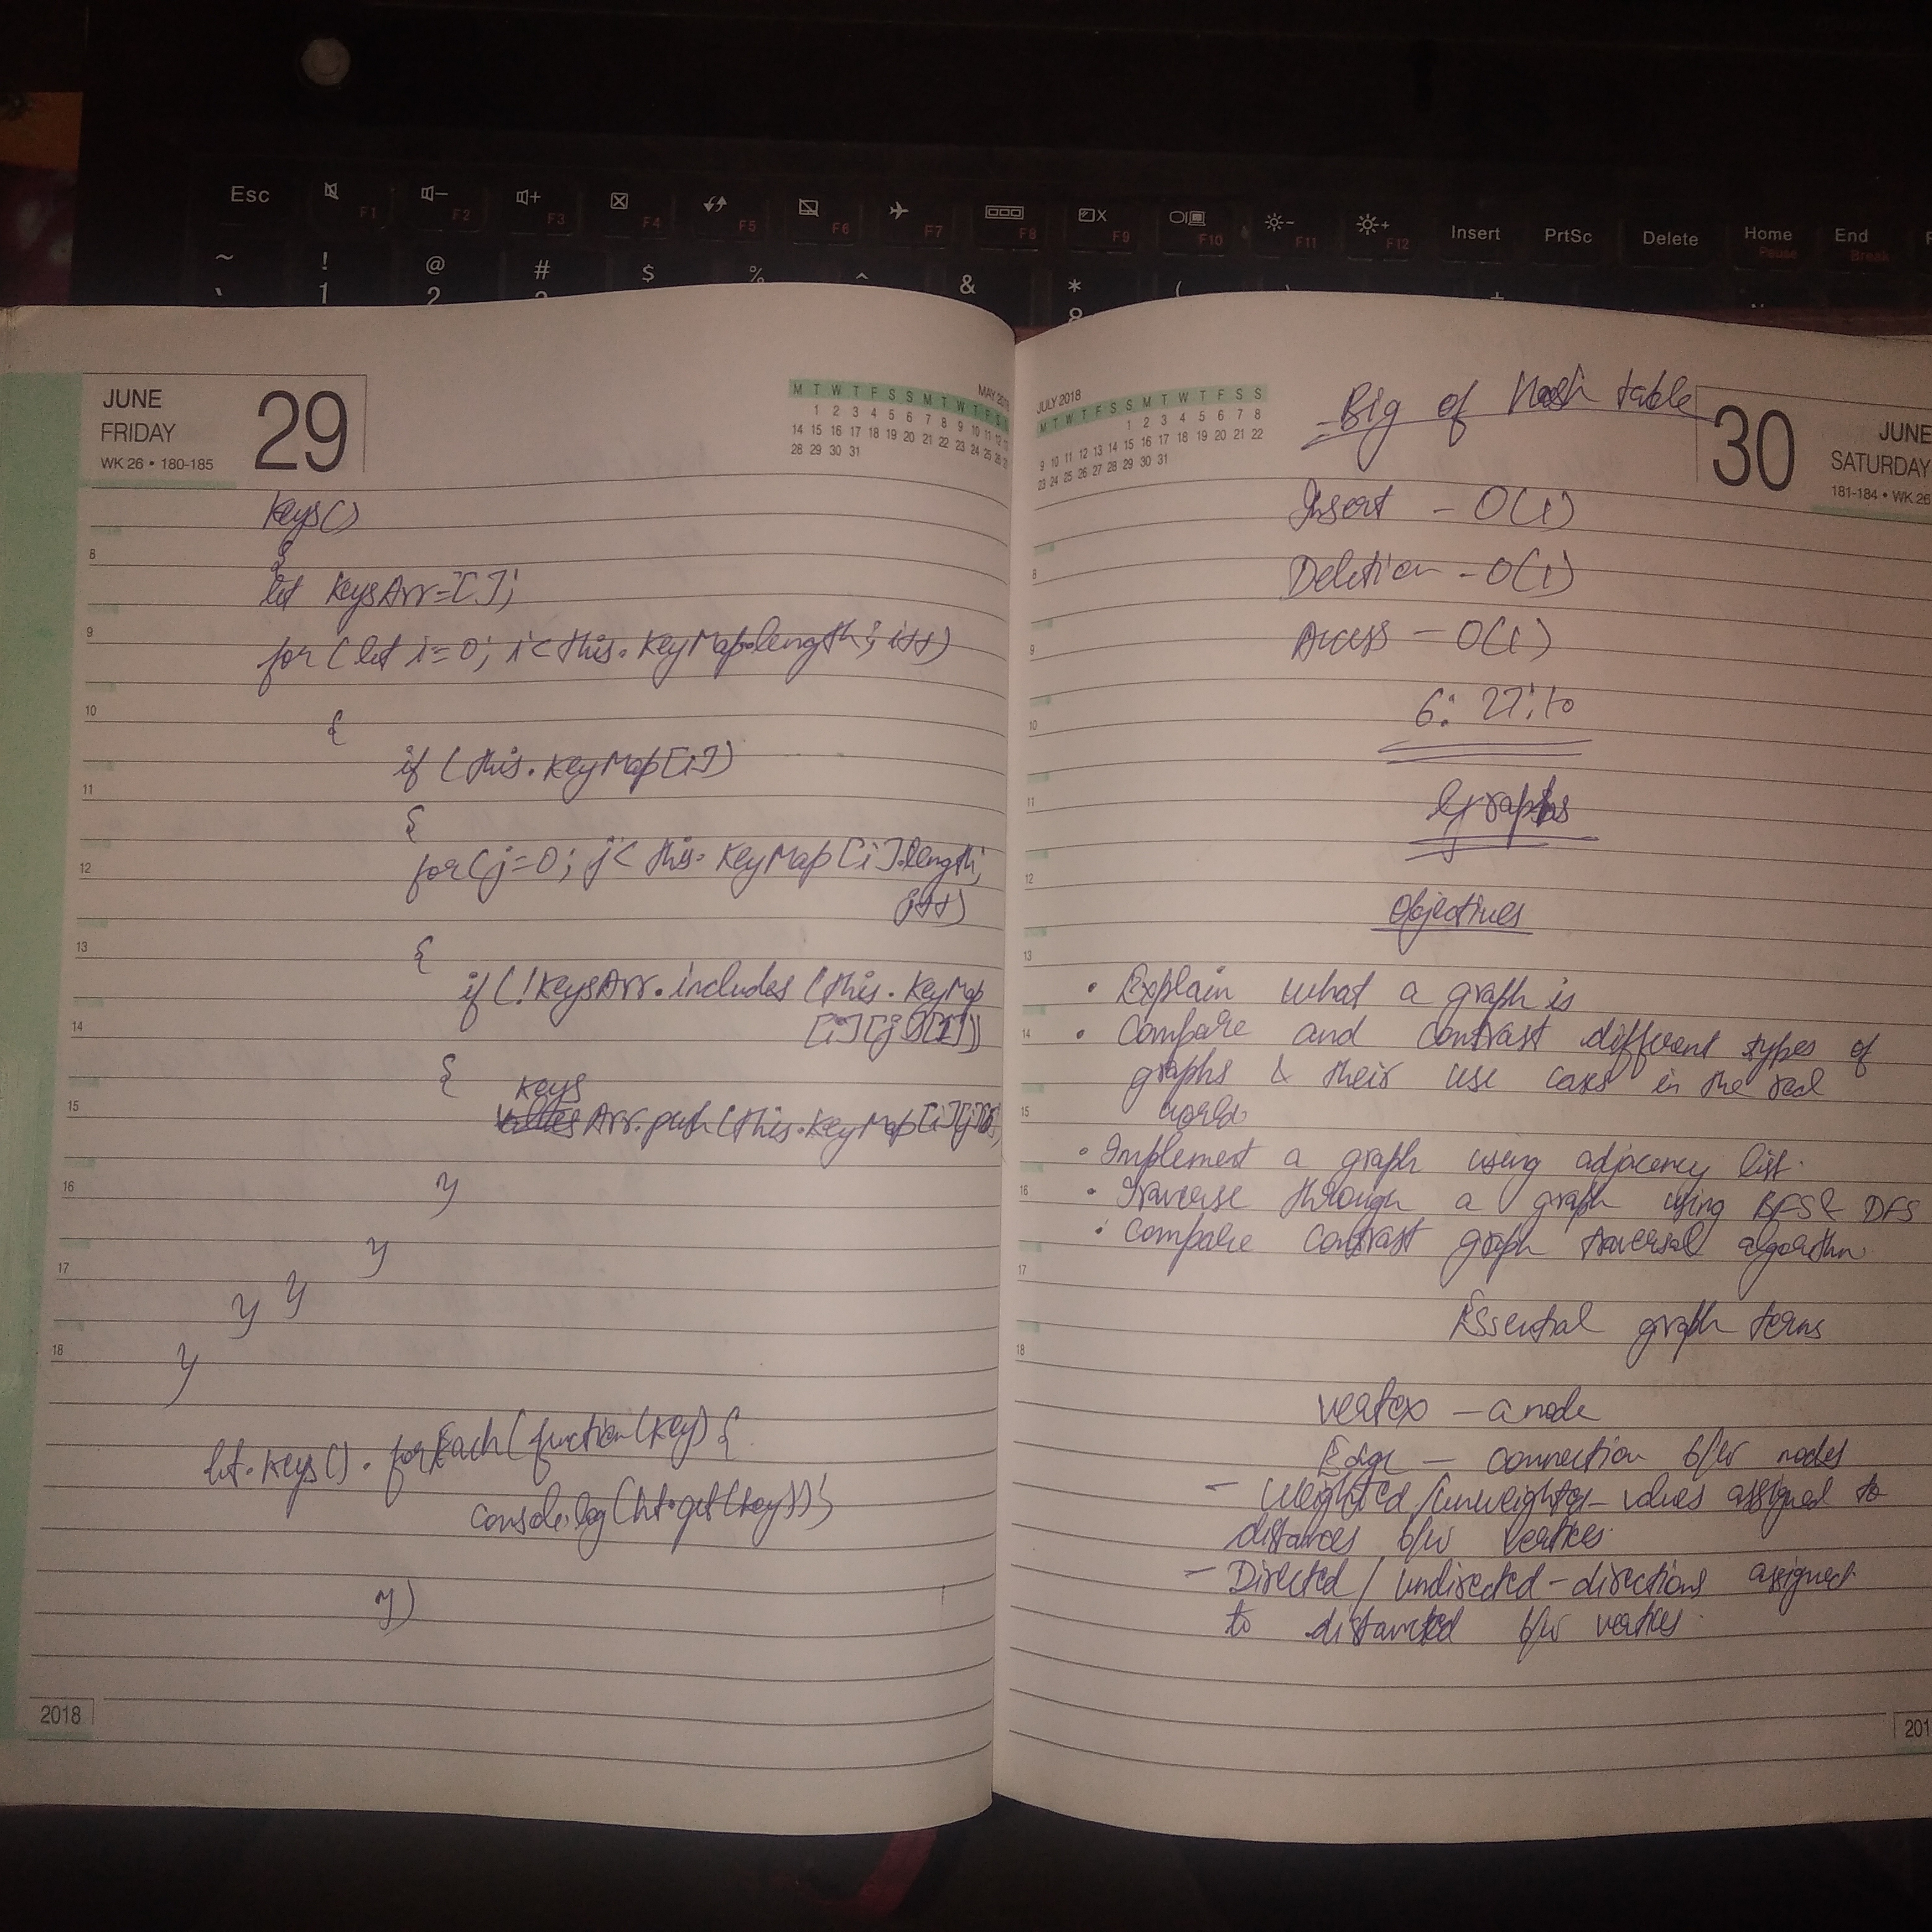 Esc F1 F2 F3 F4 F5 F6 F7 F8 F9 F10 F11 F12 Insert PrtSc Delete Home End
Pause Break
~ ! @ # $ % ^ & * (
1 2 8
JUNE
FRIDAY
WK 26 • 180-185
29
M T W T F S S M T W T F S S
1 2 3 4 5 6 7 8 9 10 11 12 13
14 15 16 17 18 19 20 21 22 23 24 25 26 27
28 29 30 31
Keys()
{
let KeysArr=[];
for(let i=0; i<this.KeyMap.length; i++)
{
if (this.KeyMap[i])
{
for(j=0; j< this.KeyMap[i].length;
j++)
{
if(!KeysArr.includes(this.KeyMap
[i][j]
{
Keys
Arr.push(this.KeyMap[i][j]
}
}
} }
}
ht.Keys().forEach(function(Key){
console.log(ht.get(key));
})
8
9
10
11
12
13
14
15
16
17
18
2018
JULY 2018
M T W T F S S M T W T F S S
1 2 3 4 5 6 7 8
9 10 11 12 13 14 15 16 17 18 19 20 21 22
23 24 25 26 27 28 29 30 31
30
JUNE
SATURDAY
181-184 • WK 26
Big of Hash table
Insert - O(1)
Deletion - O(1)
Access - O(1)
6: 27:10
Graphs
Objectives
• Explain what a graph is
• Compare and contrast different types of
graphs & their use cases in the real
world
• Implement a graph using adjacency list.
• Traverse through a graph using BFS & DFS
• Compare contrast graph traversal algorithm
Essential graph terms
vertex - a node
Edge - connection b/w nodes
- Weighted/unweighted - values assigned to
distances b/w vertices.
- Directed / undirected - directions assigned
to distanced b/w vertices.
8
9
10
11
12
13
14
15
16
17
18
201